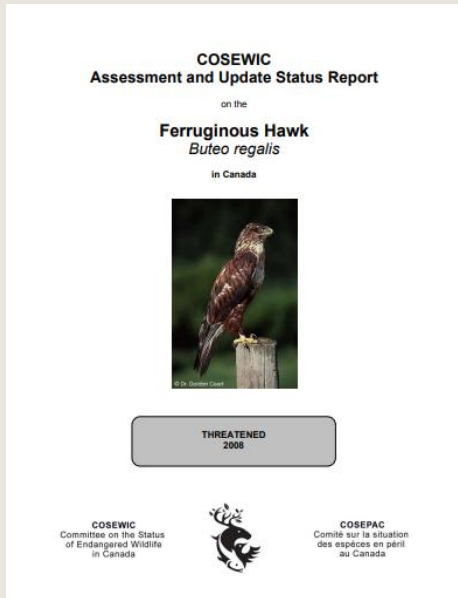 COSEWIC
Assessment and Update Status Report
on the
Ferruginous Hawk
Buteo regalis
in Canada
© Dr. Gordon Court
THREATENED
2008
COSEWIC
Committee on the Status
of Endangered Wildlife
in Canada
COSEPAC
Comité sur la situation
des espèces en péril
au Canada